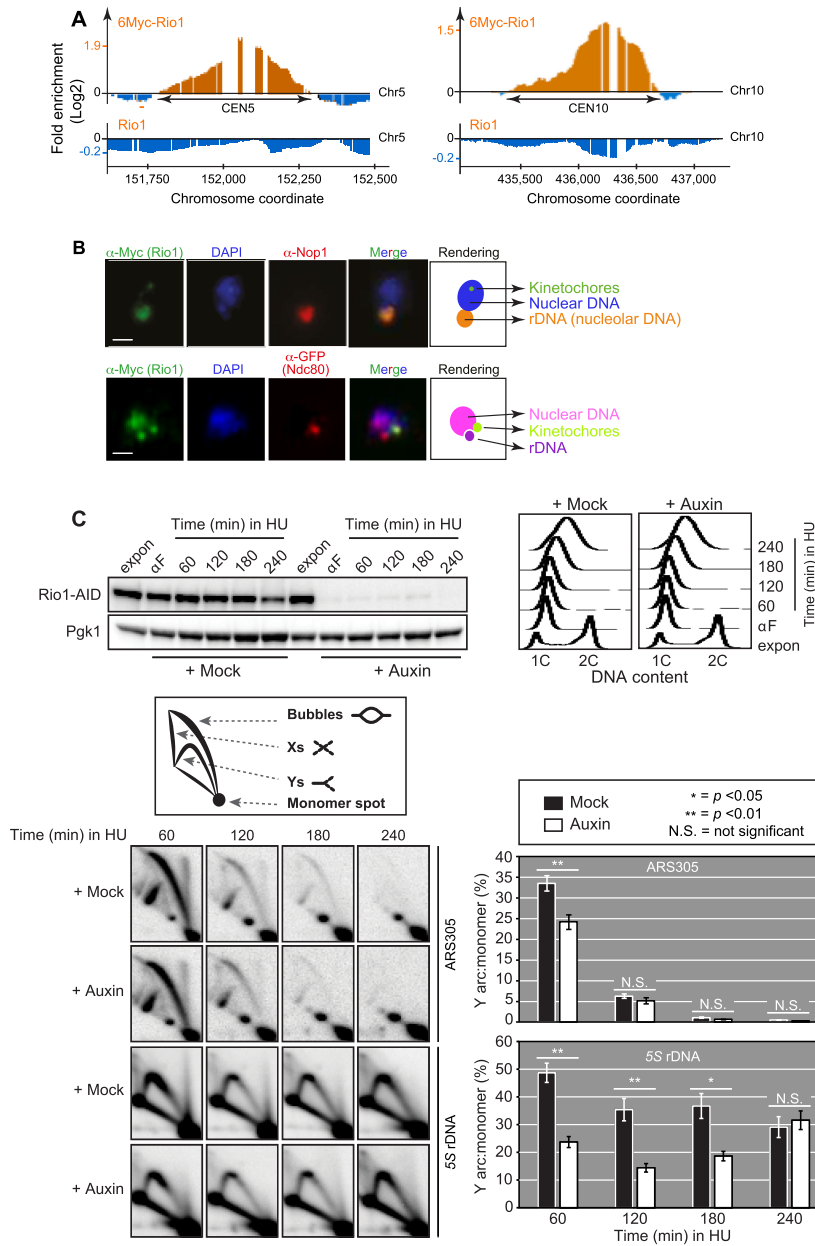 A
6Myc-Rio1
1.9
0
Chr5
CEN5
Rio1
Chr5
0
-0.2
Fold enrichment
(Log2)
151,750 152,000 152,250 152,500
Chromosome coordinate
6Myc-Rio1
1.5
0
Chr10
CEN10
Rio1
0
Chr10
-0.2
435,500 436,000 436,500 437,000
Chromosome coordinate
B
α-Myc (Rio1) DAPI α-Nop1 Merge Rendering
Kinetochores
Nuclear DNA
rDNA (nucleolar DNA)
α-Myc (Rio1) DAPI α-GFP (Ndc80) Merge Rendering
Nuclear DNA
Kinetochores
rDNA
C
Time (min) in HU Time (min) in HU
expon αF 60 120 180 240 expon αF 60 120 180 240
Rio1-AID
Pgk1
+ Mock + Auxin
+ Mock + Auxin
240
180
120
60
αF
expon
Time (min) in HU
1C 2C 1C 2C
DNA content
Bubbles
Xs
Ys
Monomer spot
Time (min) in HU 60 120 180 240
+ Mock
+ Auxin
ARS305
+ Mock
+ Auxin
5S rDNA
Mock
Auxin
* = p <0.05
** = p <0.01
N.S. = not significant
ARS305
Y arc:monomer (%)
40
35
30
25
20
15
10
5
0
** N.S. N.S. N.S.
5S rDNA
Y arc:monomer (%)
60
50
40
30
20
10
0
** ** * N.S.
60 120 180 240
Time (min) in HU